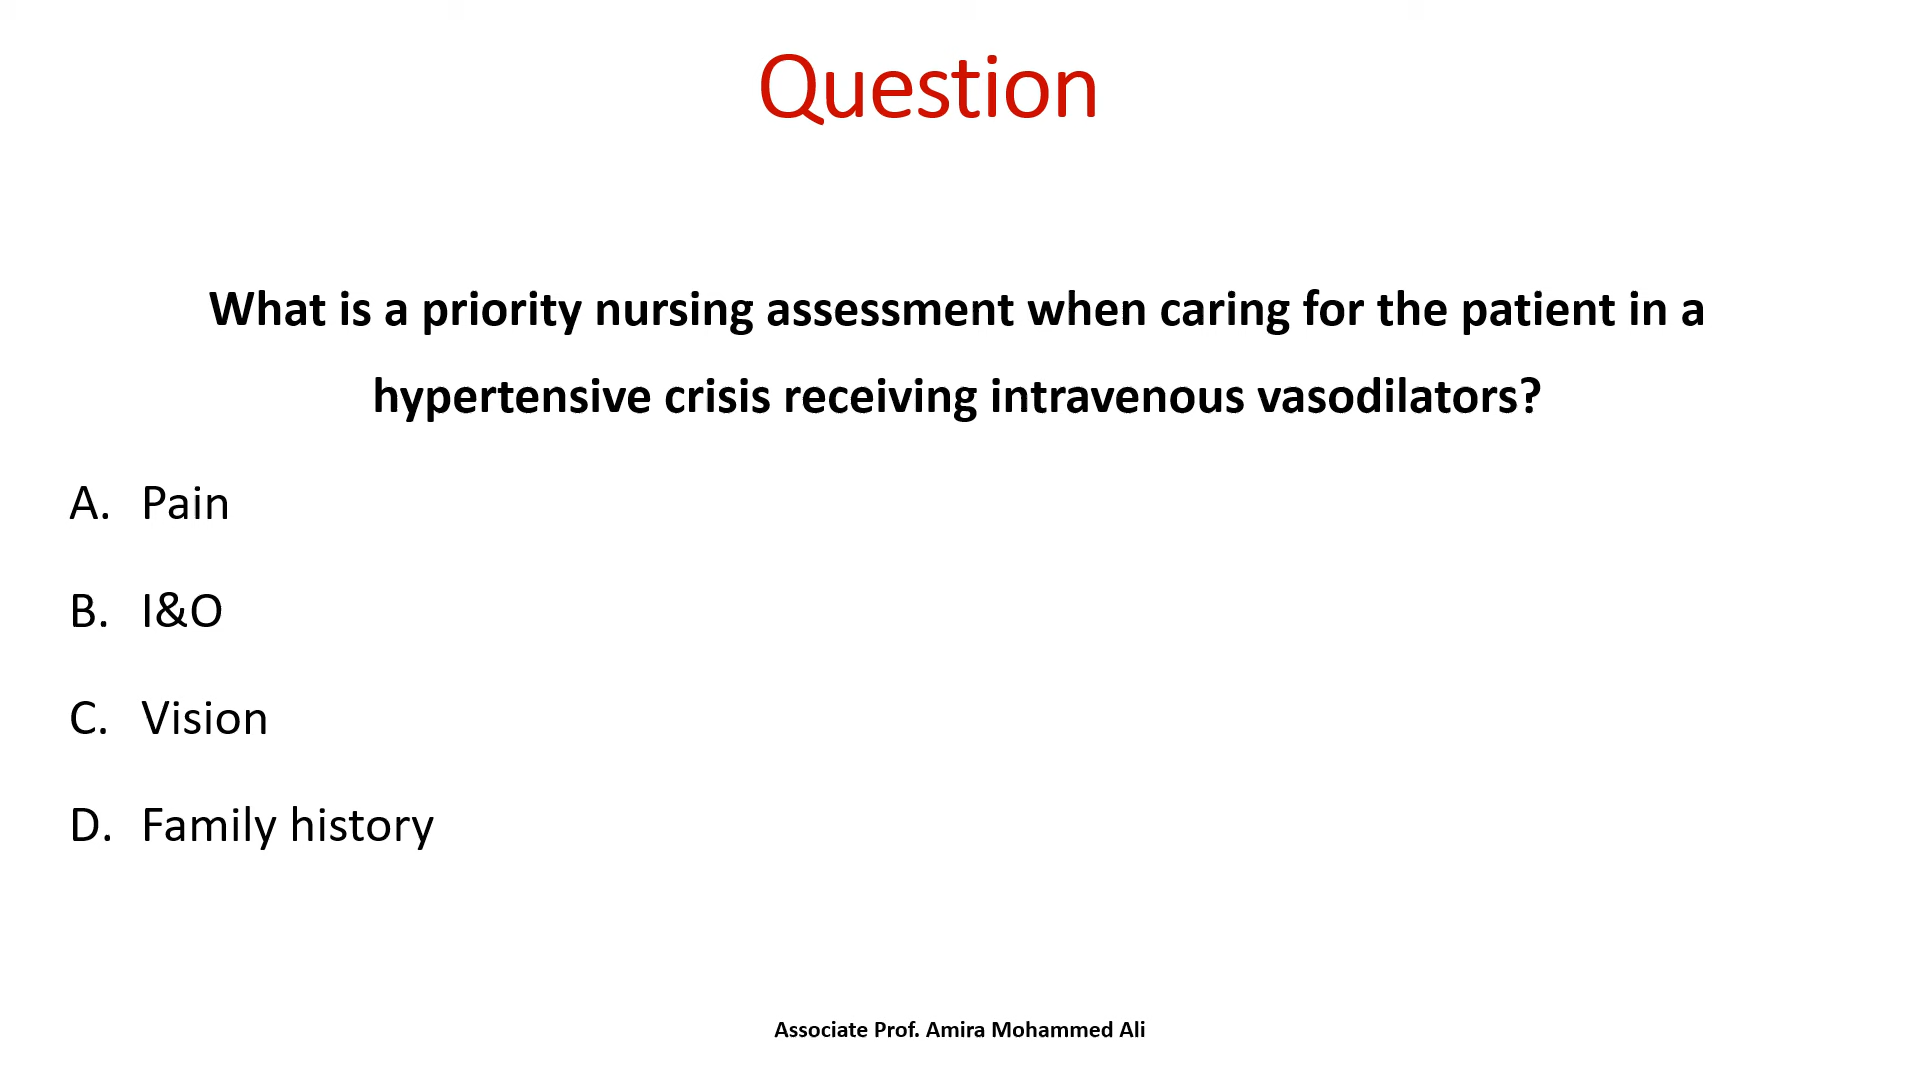 Question
What is a priority nursing assessment when caring for the patient in a
hypertensive crisis receiving intravenous vasodilators?
A. Pain
B. I&O
C. Vision
D. Family history
Associate Prof. Amira Mohammed Ali